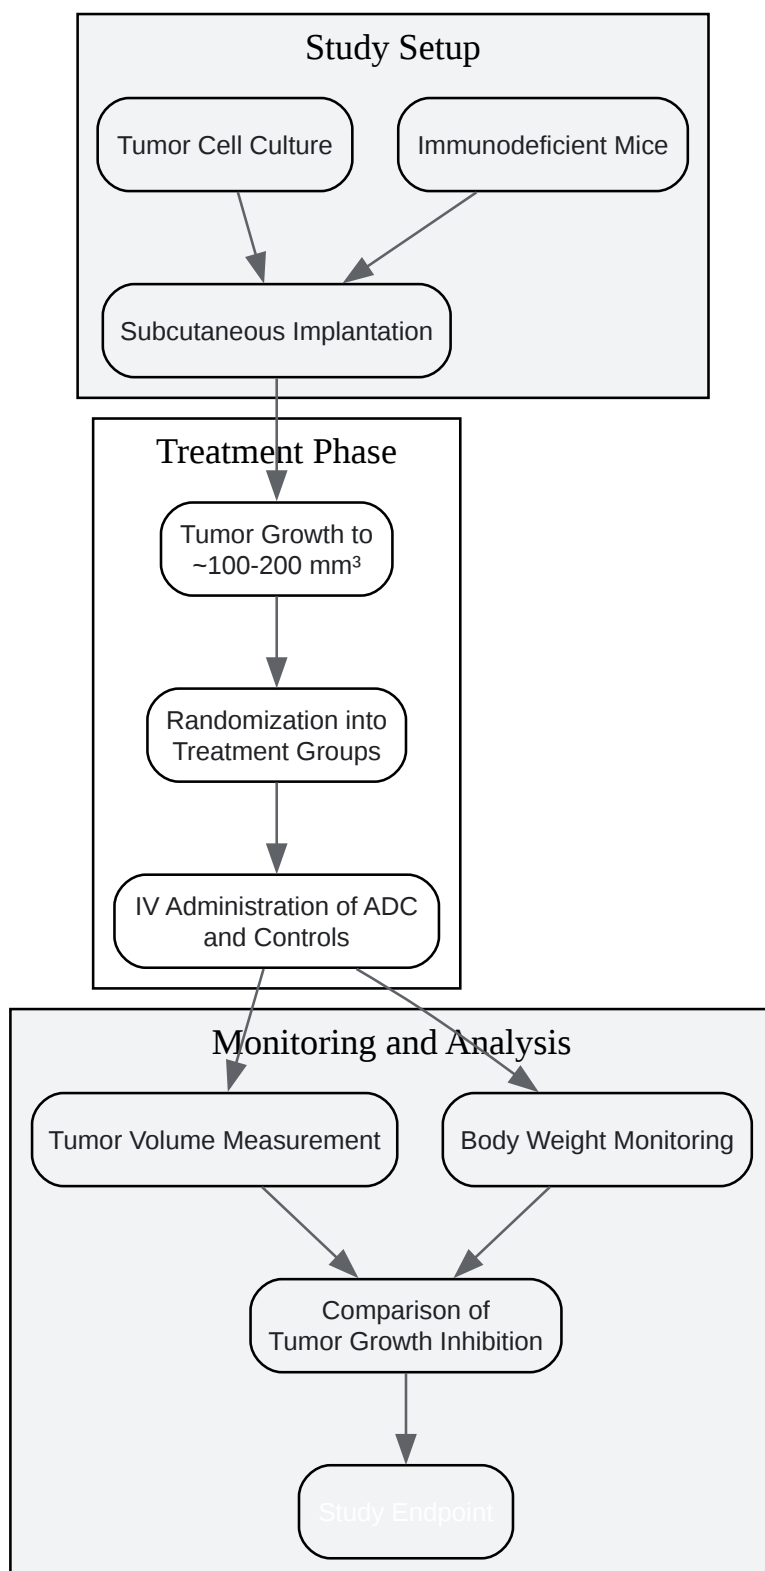 Study Setup
Tumor Cell Culture
Immunodeficient Mice
Subcutaneous Implantation
Treatment Phase
Tumor Growth to
~100-200 mm³
Randomization into
Treatment Groups
IV Administration of ADC
and Controls
Monitoring and Analysis
Tumor Volume Measurement
Body Weight Monitoring
Comparison of
Tumor Growth Inhibition
Study Endpoint